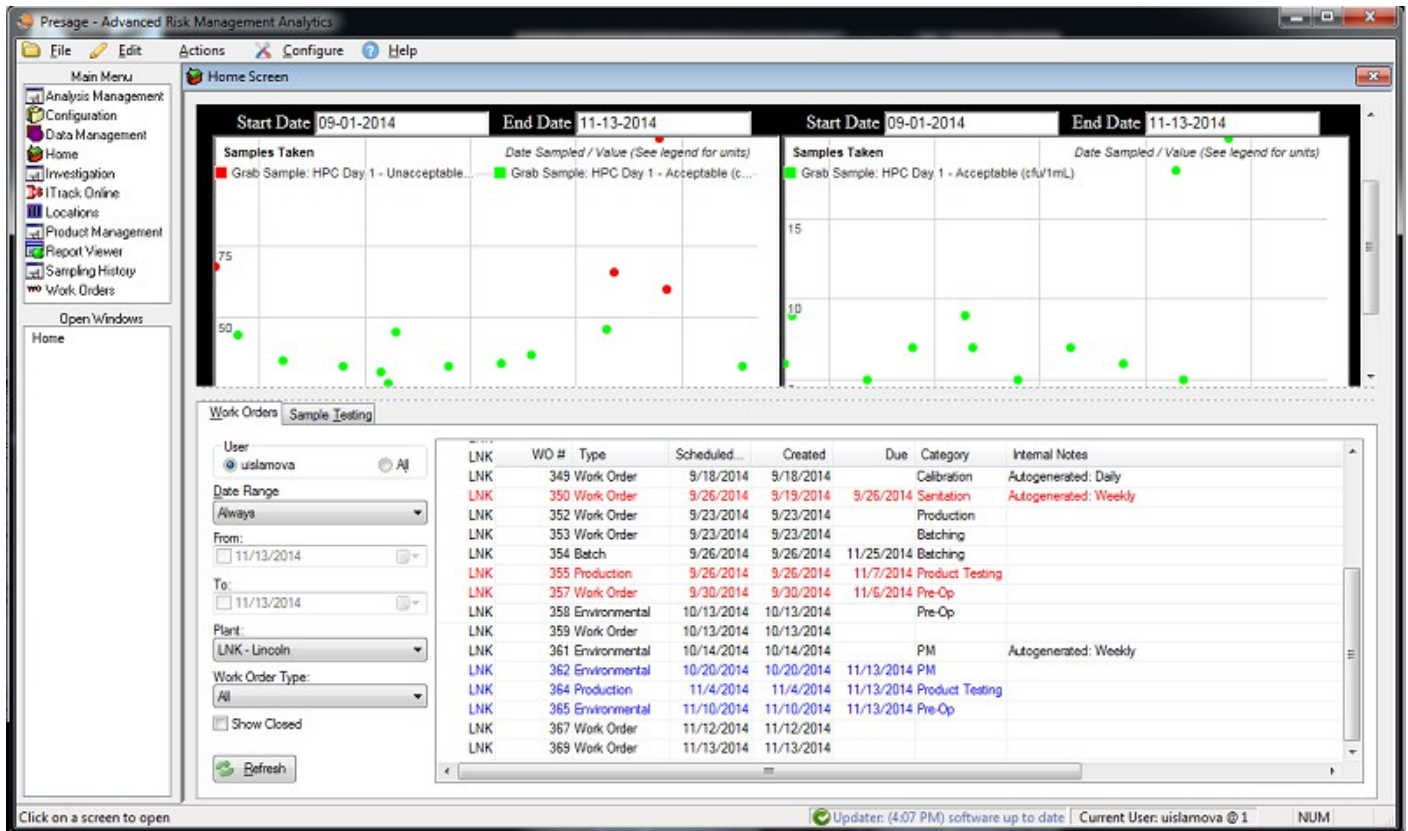 Presage - Advanced Risk Management Analytics
File Edit Actions Configure Help
Main Menu
Analysis Management
Configuration
Data Management
Home
Investigation
ITrack Online
Locations
Product Management
Report Viewer
Sampling History
Work Orders
Open Windows
Home
Home Screen
Start Date 09-01-2014 End Date 11-13-2014
Samples Taken Date Sampled / Value (See legend for units)
Grab Sample: HPC Day 1 - Unacceptable... Grab Sample: HPC Day 1 - Acceptable (c...
75
50
Start Date 09-01-2014 End Date 11-13-2014
Samples Taken Date Sampled / Value (See legend for units)
Grab Sample: HPC Day 1 - Acceptable (cfu/1mL)
15
10
Work Orders Sample Testing
User
uislamova All
Date Range
Always
From:
11/13/2014
To:
11/13/2014
Plant:
LNK - Lincoln
Work Order Type:
All
Show Closed
Refresh
LNK WO # Type Scheduled... Created Due Category Internal Notes
LNK 349 Work Order 9/18/2014 9/18/2014 Calibration Autogenerated: Daily
LNK 350 Work Order 9/26/2014 9/19/2014 9/26/2014 Sanitation Autogenerated: Weekly
LNK 352 Work Order 9/23/2014 9/23/2014 Production
LNK 353 Work Order 9/23/2014 9/23/2014 Batching
LNK 354 Batch 9/26/2014 9/26/2014 11/25/2014 Batching
LNK 355 Production 9/26/2014 9/26/2014 11/7/2014 Product Testing
LNK 357 Work Order 9/30/2014 9/30/2014 11/6/2014 Pre-Op
LNK 358 Environmental 10/13/2014 10/13/2014 Pre-Op
LNK 359 Work Order 10/13/2014 10/13/2014
LNK 361 Environmental 10/14/2014 10/14/2014 PM Autogenerated: Weekly
LNK 362 Environmental 10/20/2014 10/20/2014 11/13/2014 PM
LNK 364 Production 11/4/2014 11/4/2014 11/13/2014 Product Testing
LNK 365 Environmental 11/10/2014 11/10/2014 11/13/2014 Pre-Op
LNK 367 Work Order 11/12/2014 11/12/2014
LNK 369 Work Order 11/13/2014 11/13/2014
Click on a screen to open Updater: (4:07 PM) software up to date Current User: uislamova @ 1 NUM